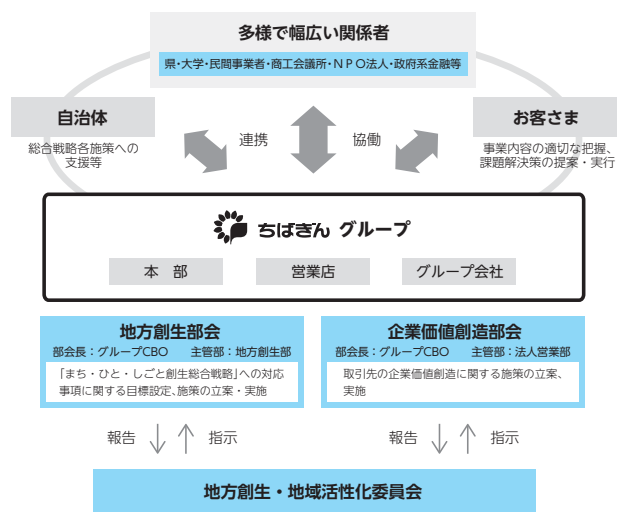 多様で幅広い関係者
県・大学・民間事業者・商工会議所・NPO法人・政府系金融等
自治体
総合戦略各施策への
支援等
連携
協働
お客さま
事業内容の適切な把握、
課題解決策の提案・実行
ちばぎん グループ
本 部
営業店
グループ会社
地方創生部会
部会長：グループCBO 主管部：地方創生部
「まち・ひと・しごと創生総合戦略」への対応
事項に関する目標設定、施策の立案・実施
企業価値創造部会
部会長：グループCBO 主管部：法人営業部
取引先の企業価値創造に関する施策の立案、
実施
報告
指示
報告
指示
地方創生・地域活性化委員会